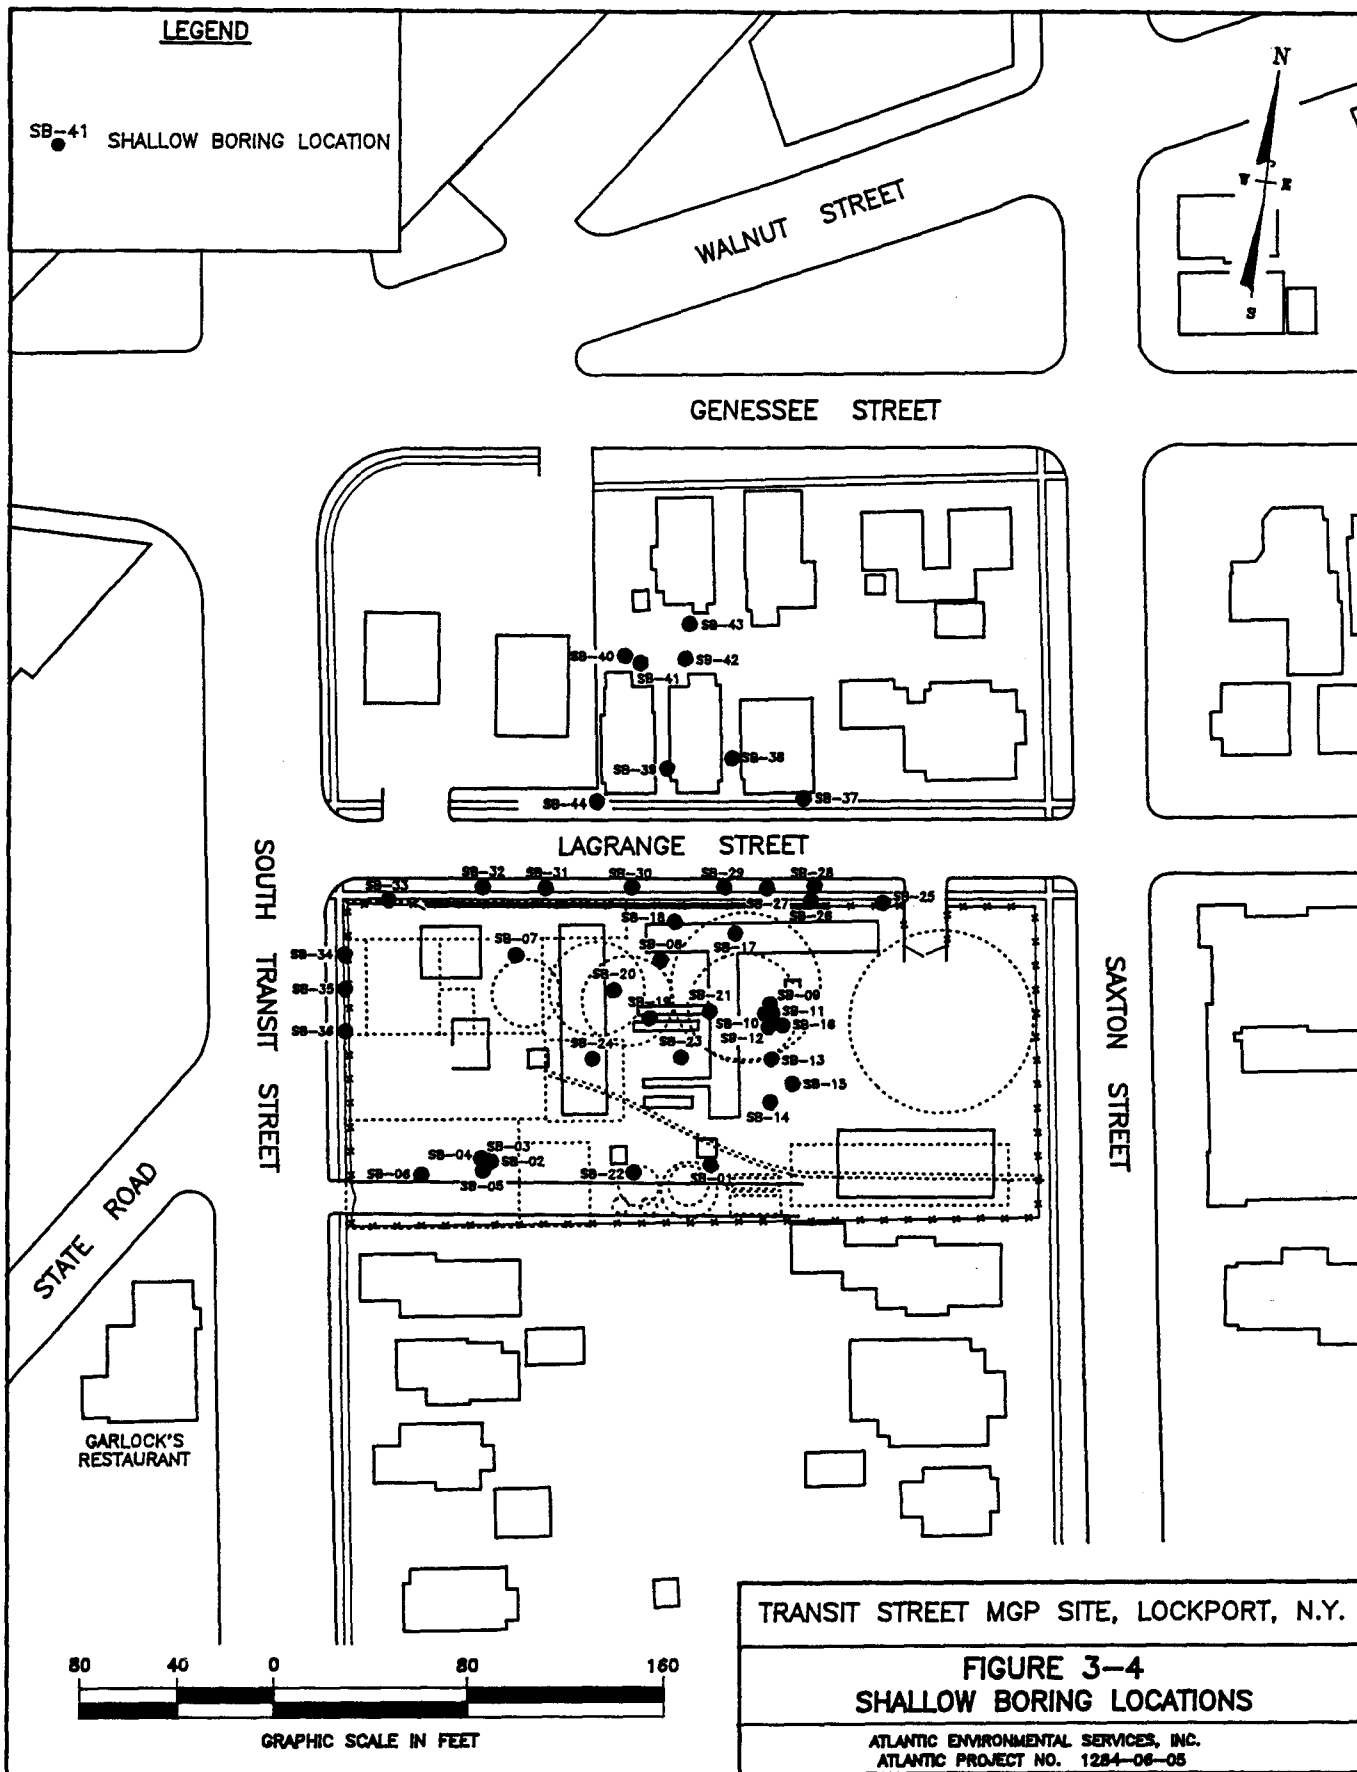 LEGEND
SB-41
SHALLOW BORING LOCATION
N
W
E
S
WALNUT STREET
GENESSEE STREET
SB-43
SB-40
SB-42
SB-41
SB-38
SB-39
SB-44
SB-37
LAGRANGE STREET
SOUTH TRANSIT STREET
SAXTON STREET
SB-33
SB-32
SB-31
SB-30
SB-29
SB-28
SB-27
SB-26
SB-25
SB-18
SB-17
SB-34
SB-07
SB-20
SB-35
SB-19
SB-21
SB-09
SB-11
SB-10
SB-16
SB-12
SB-36
SB-24
SB-23
SB-13
SB-15
SB-14
SB-04
SB-03
SB-02
SB-05
SB-06
SB-22
SB-01
STATE ROAD
GARLOCK'S
RESTAURANT
80 40 0 80 160
GRAPHIC SCALE IN FEET
TRANSIT STREET MGP SITE, LOCKPORT, N.Y.
FIGURE 3-4
SHALLOW BORING LOCATIONS
ATLANTIC ENVIRONMENTAL SERVICES, INC.
ATLANTIC PROJECT NO. 1284-06-05